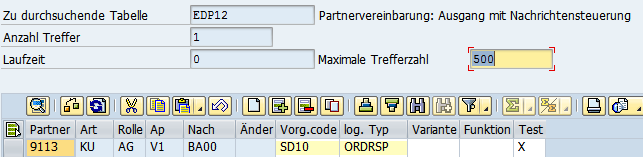 Zu durchsuchende Tabelle EDP12 Partnervereinbarung: Ausgang mit Nachrichtensteuerung
Anzahl Treffer 1
Laufzeit 0 Maximale Trefferzahl 500
Partner Art Rolle Ap Nach Änder Vorg.code log. Typ Variante Funktion Test
9113 KU AG V1 BA00 SD10 ORDRSP X